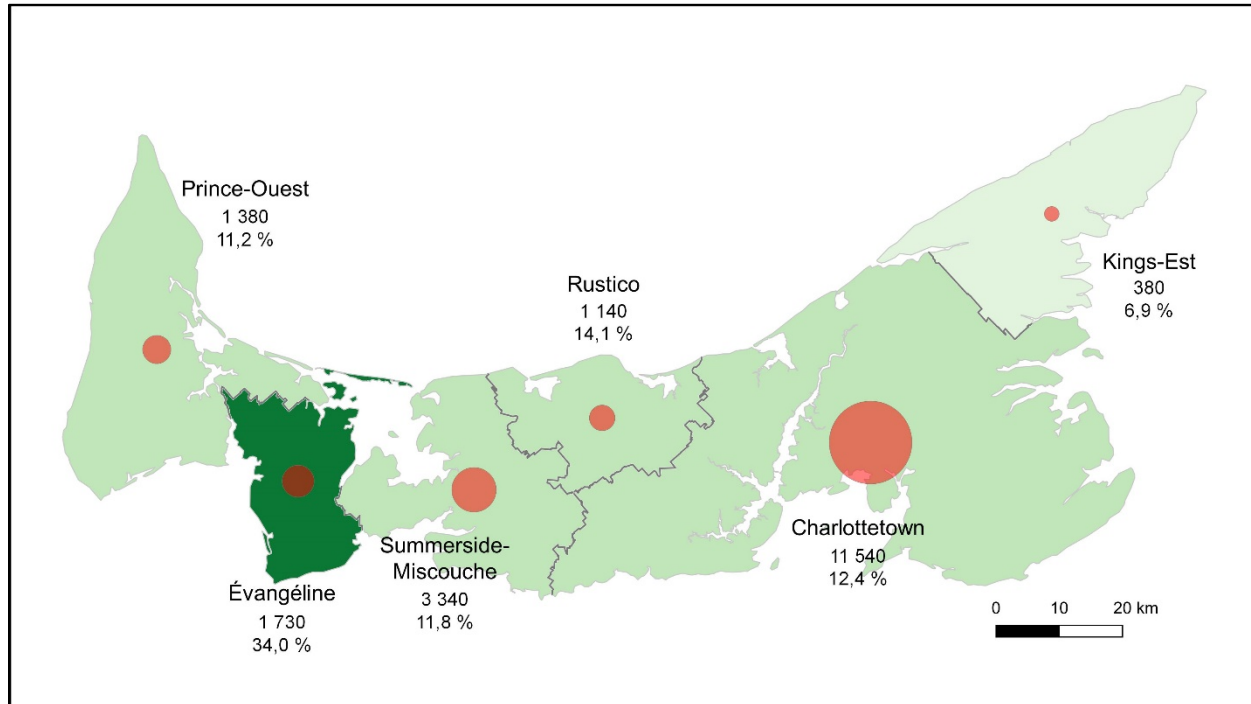 Prince-Ouest
1 380
11,2 %
Rustico
1 140
14,1 %
Kings-Est
380
6,9 %
Évangéline
1 730
34,0 %
Summerside-
Miscouche
3 340
11,8 %
Charlottetown
11 540
12,4 %
0 10 20 km